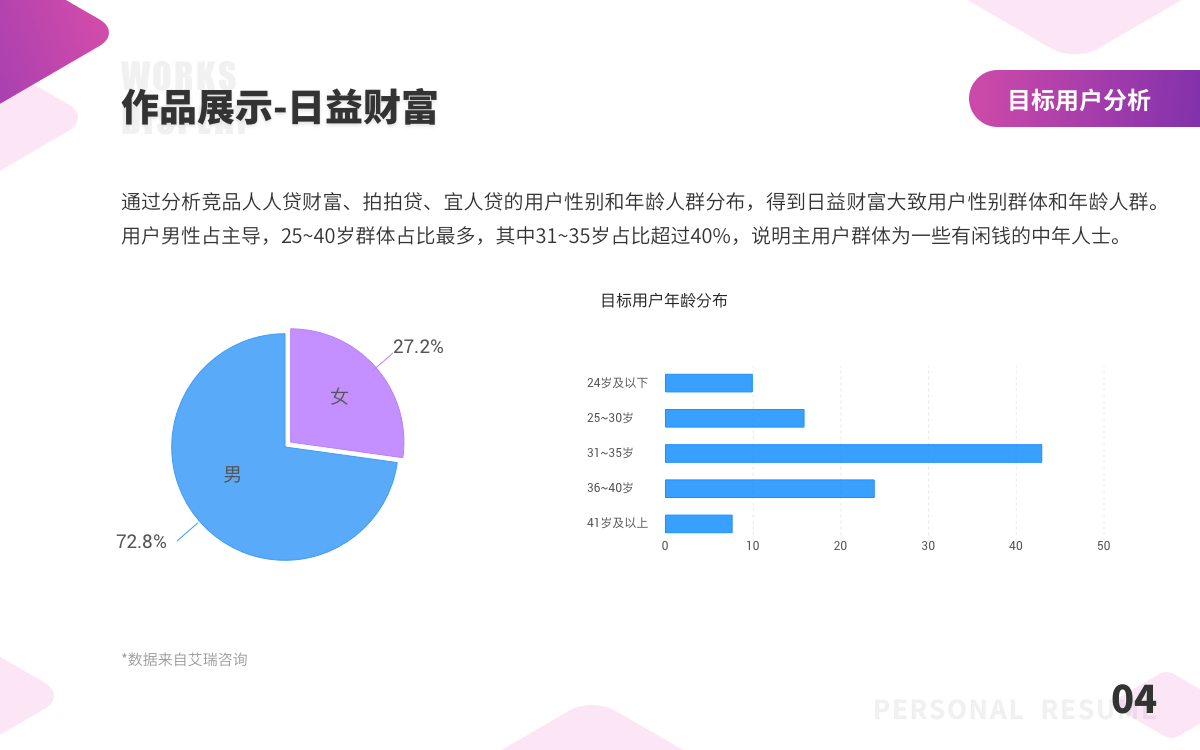 WORKS
DISPLAY
作品展示-日益财富
目标用户分析
通过分析竞品人人贷财富、拍拍贷、宜人贷的用户性别和年龄人群分布，得到日益财富大致用户性别群体和年龄人群。
用户男性占主导，25~40岁群体占比最多，其中31~35岁占比超过40%，说明主用户群体为一些有闲钱的中年人士。
目标用户年龄分布
27.2%
女
男
72.8%
24岁及以下
25~30岁
31~35岁
36~40岁
41岁及以上
0 10 20 30 40 50
*数据来自艾瑞咨询
PERSONAL RESUME
04